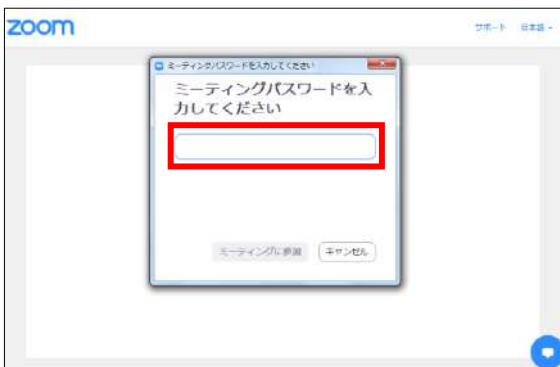 zoom
サポート 日本語
ミーティングパスワードを入力してください
ミーティングパスワードを入
力してください
ミーティングに参加 キャンセル